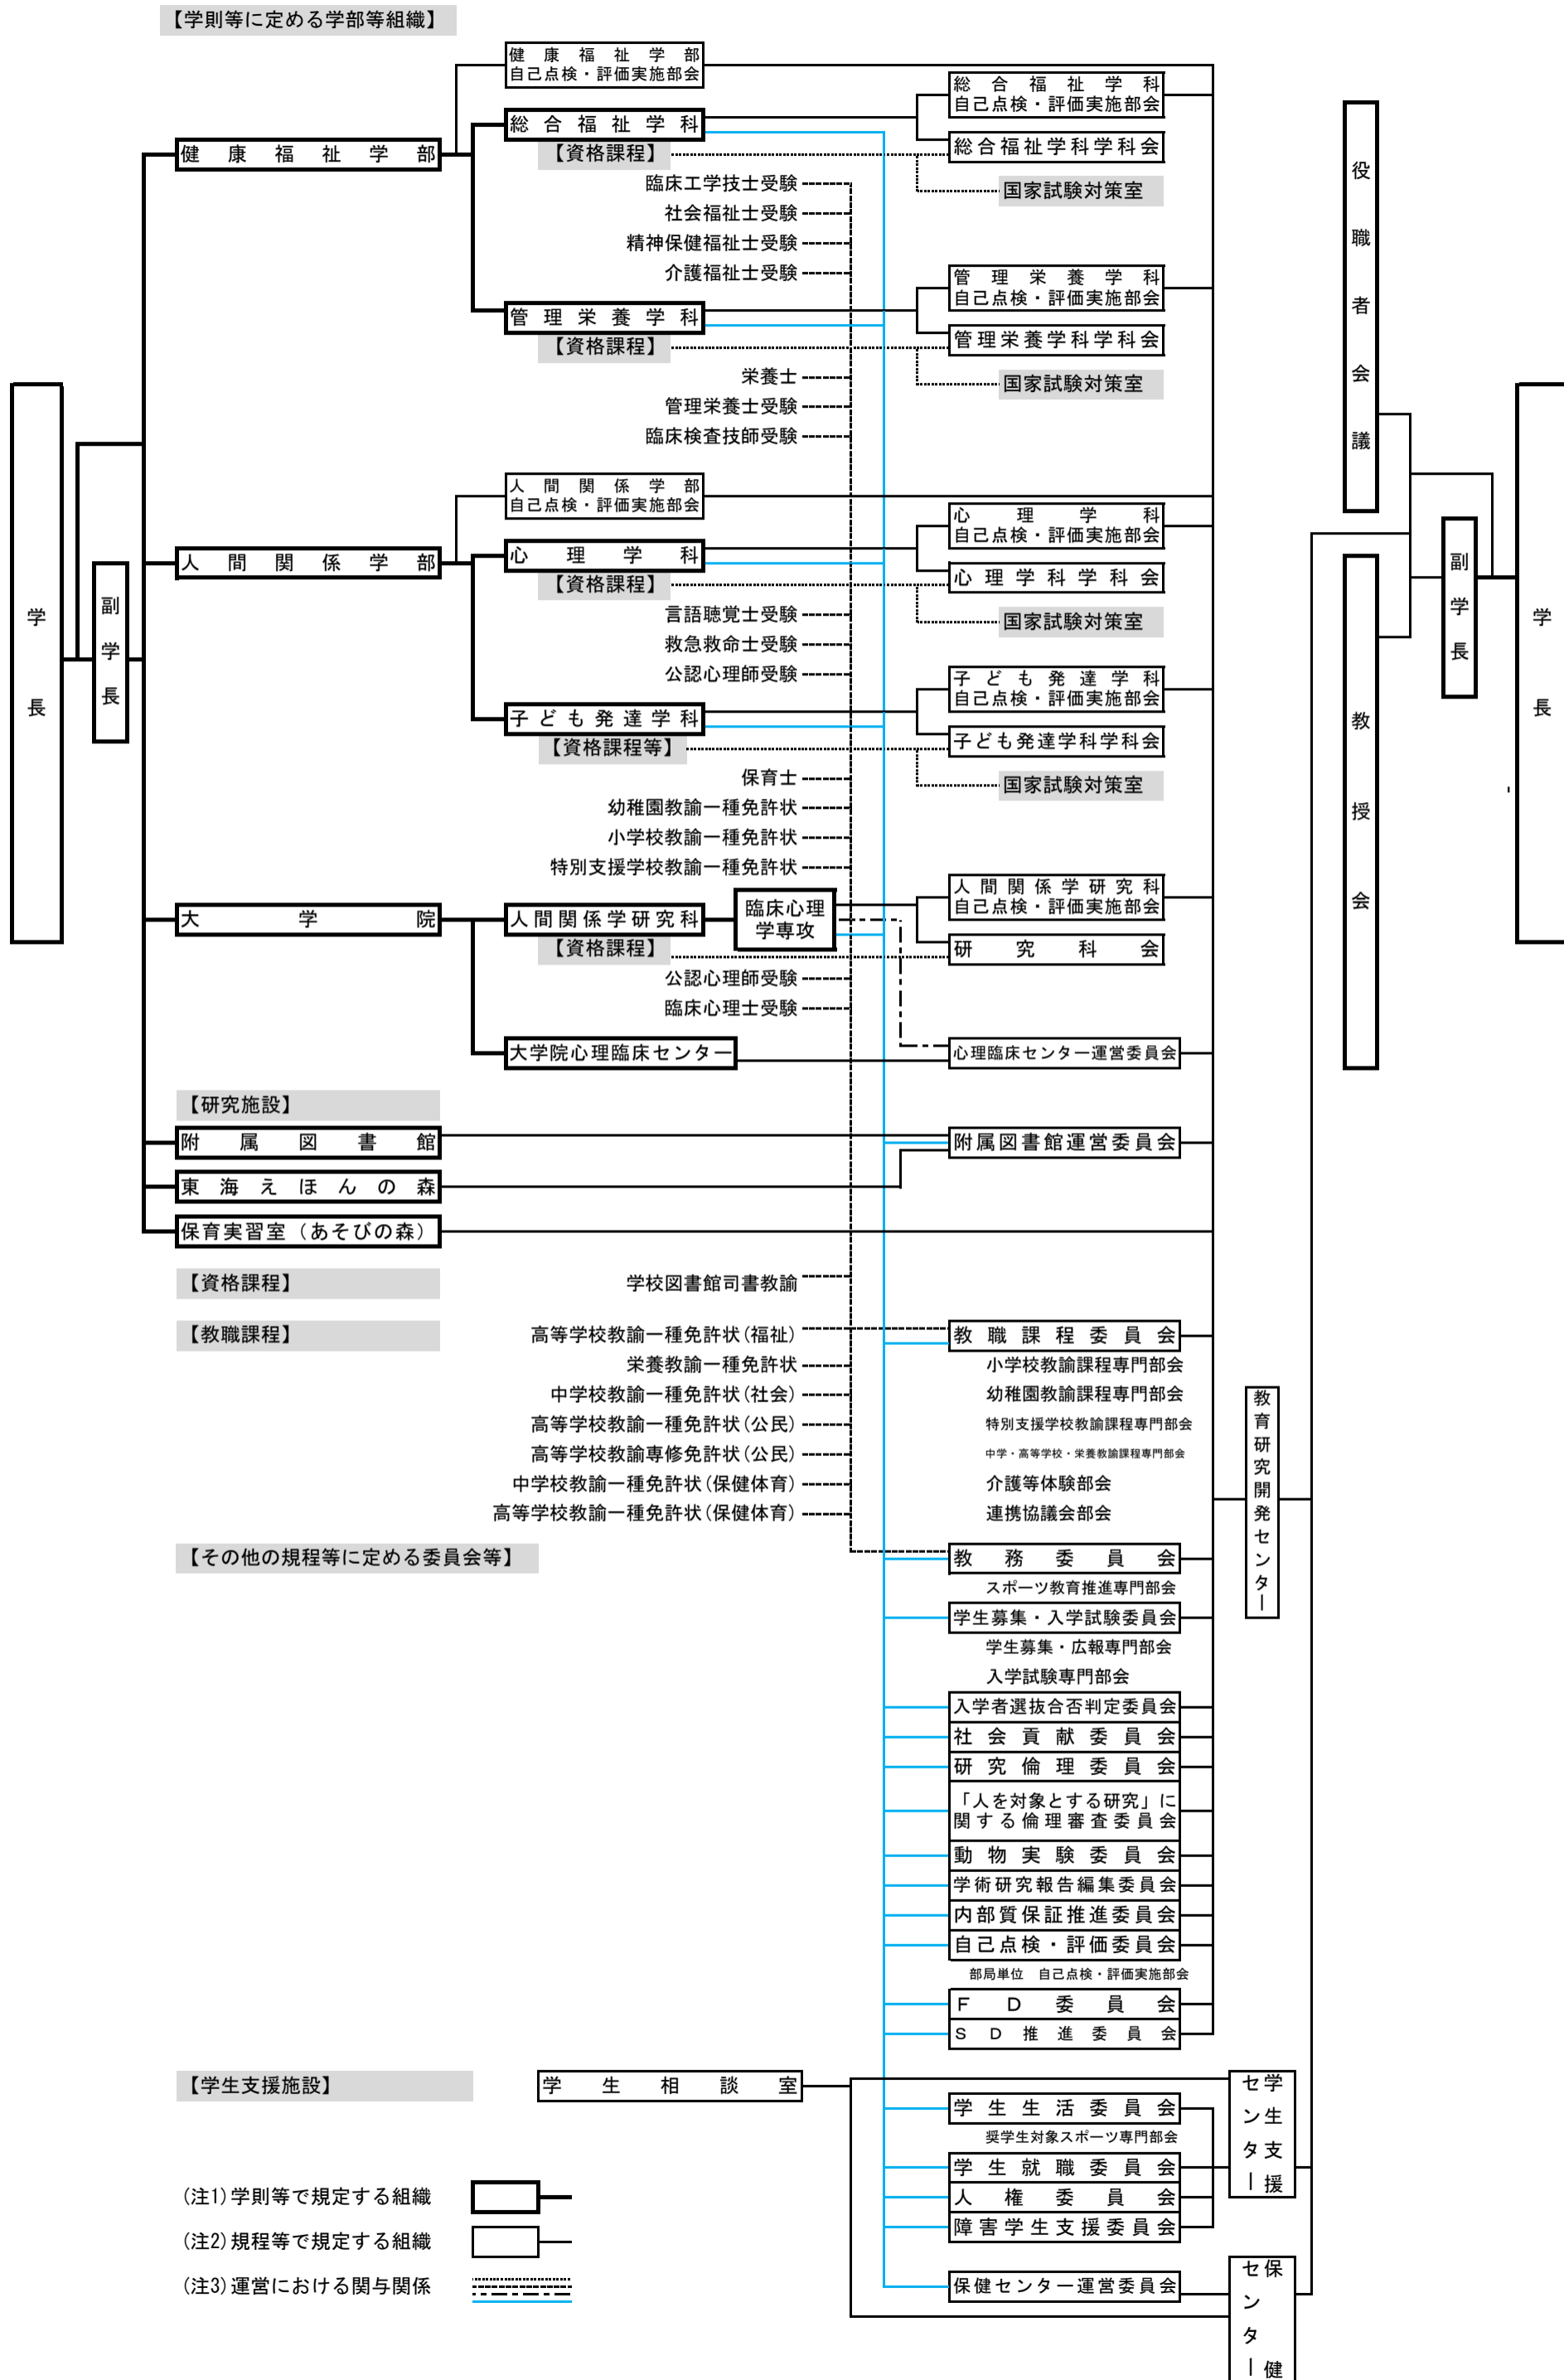 【学則等に定める学部等組織】
健康福祉学部
自己点検・評価実施部会
総合福祉学科
自己点検・評価実施部会
総合福祉学科
健康福祉学部
【資格課程】
総合福祉学科学科会
国家試験対策室
臨床工学技士受験
社会福祉士受験
精神保健福祉士受験
介護福祉士受験
管理栄養学科
自己点検・評価実施部会
管理栄養学科
【資格課程】
管理栄養学科学科会
国家試験対策室
栄養士
管理栄養士受験
臨床検査技師受験
人間関係学部
自己点検・評価実施部会
心理学科
自己点検・評価実施部会
人間関係学部
心理学科
【資格課程】
心理学科学科会
国家試験対策室
言語聴覚士受験
救急救命士受験
公認心理師受験
子ども発達学科
自己点検・評価実施部会
子ども発達学科
【資格課程等】
子ども発達学科学科会
国家試験対策室
保育士
幼稚園教諭一種免許状
小学校教諭一種免許状
特別支援学校教諭一種免許状
学長
副学長
大学院
人間関係学研究科
臨床心理
学専攻
人間関係学研究科
自己点検・評価実施部会
【資格課程】
研究科会
公認心理師受験
臨床心理士受験
大学院心理臨床センター
心理臨床センター運営委員会
【研究施設】
附属図書館
附属図書館運営委員会
東海えほんの森
保育実習室（あそびの森）
【資格課程】
学校図書館司書教諭
【教職課程】
高等学校教諭一種免許状(福祉)
栄養教諭一種免許状
中学校教諭一種免許状(社会)
高等学校教諭一種免許状(公民)
高等学校教諭専修免許状(公民)
中学校教諭一種免許状(保健体育)
高等学校教諭一種免許状(保健体育)
教職課程委員会
小学校教諭課程専門部会
幼稚園教諭課程専門部会
特別支援学校教諭課程専門部会
中学・高等学校・栄養教諭課程専門部会
介護等体験部会
連携協議会部会
【その他の規程等に定める委員会等】
教務委員会
スポーツ教育推進専門部会
学生募集・入学試験委員会
学生募集・広報専門部会
入学試験専門部会
入学者選抜合否判定委員会
社会貢献委員会
研究倫理委員会
「人を対象とする研究」に
関する倫理審査委員会
動物実験委員会
学術研究報告編集委員会
内部質保証推進委員会
自己点検・評価委員会
部局単位　自己点検・評価実施部会
ＦＤ委員会
ＳＤ推進委員会
【学生支援施設】
学生相談室
学生生活委員会
奨学生対象スポーツ専門部会
学生就職委員会
人権委員会
障害学生支援委員会
保健センター運営委員会
教育研究開発センター
学生支援
センター
保健
センター
役職者会議
教授会
副学長
学長
(注1)学則等で規定する組織
(注2)規程等で規定する組織
(注3)運営における関与関係